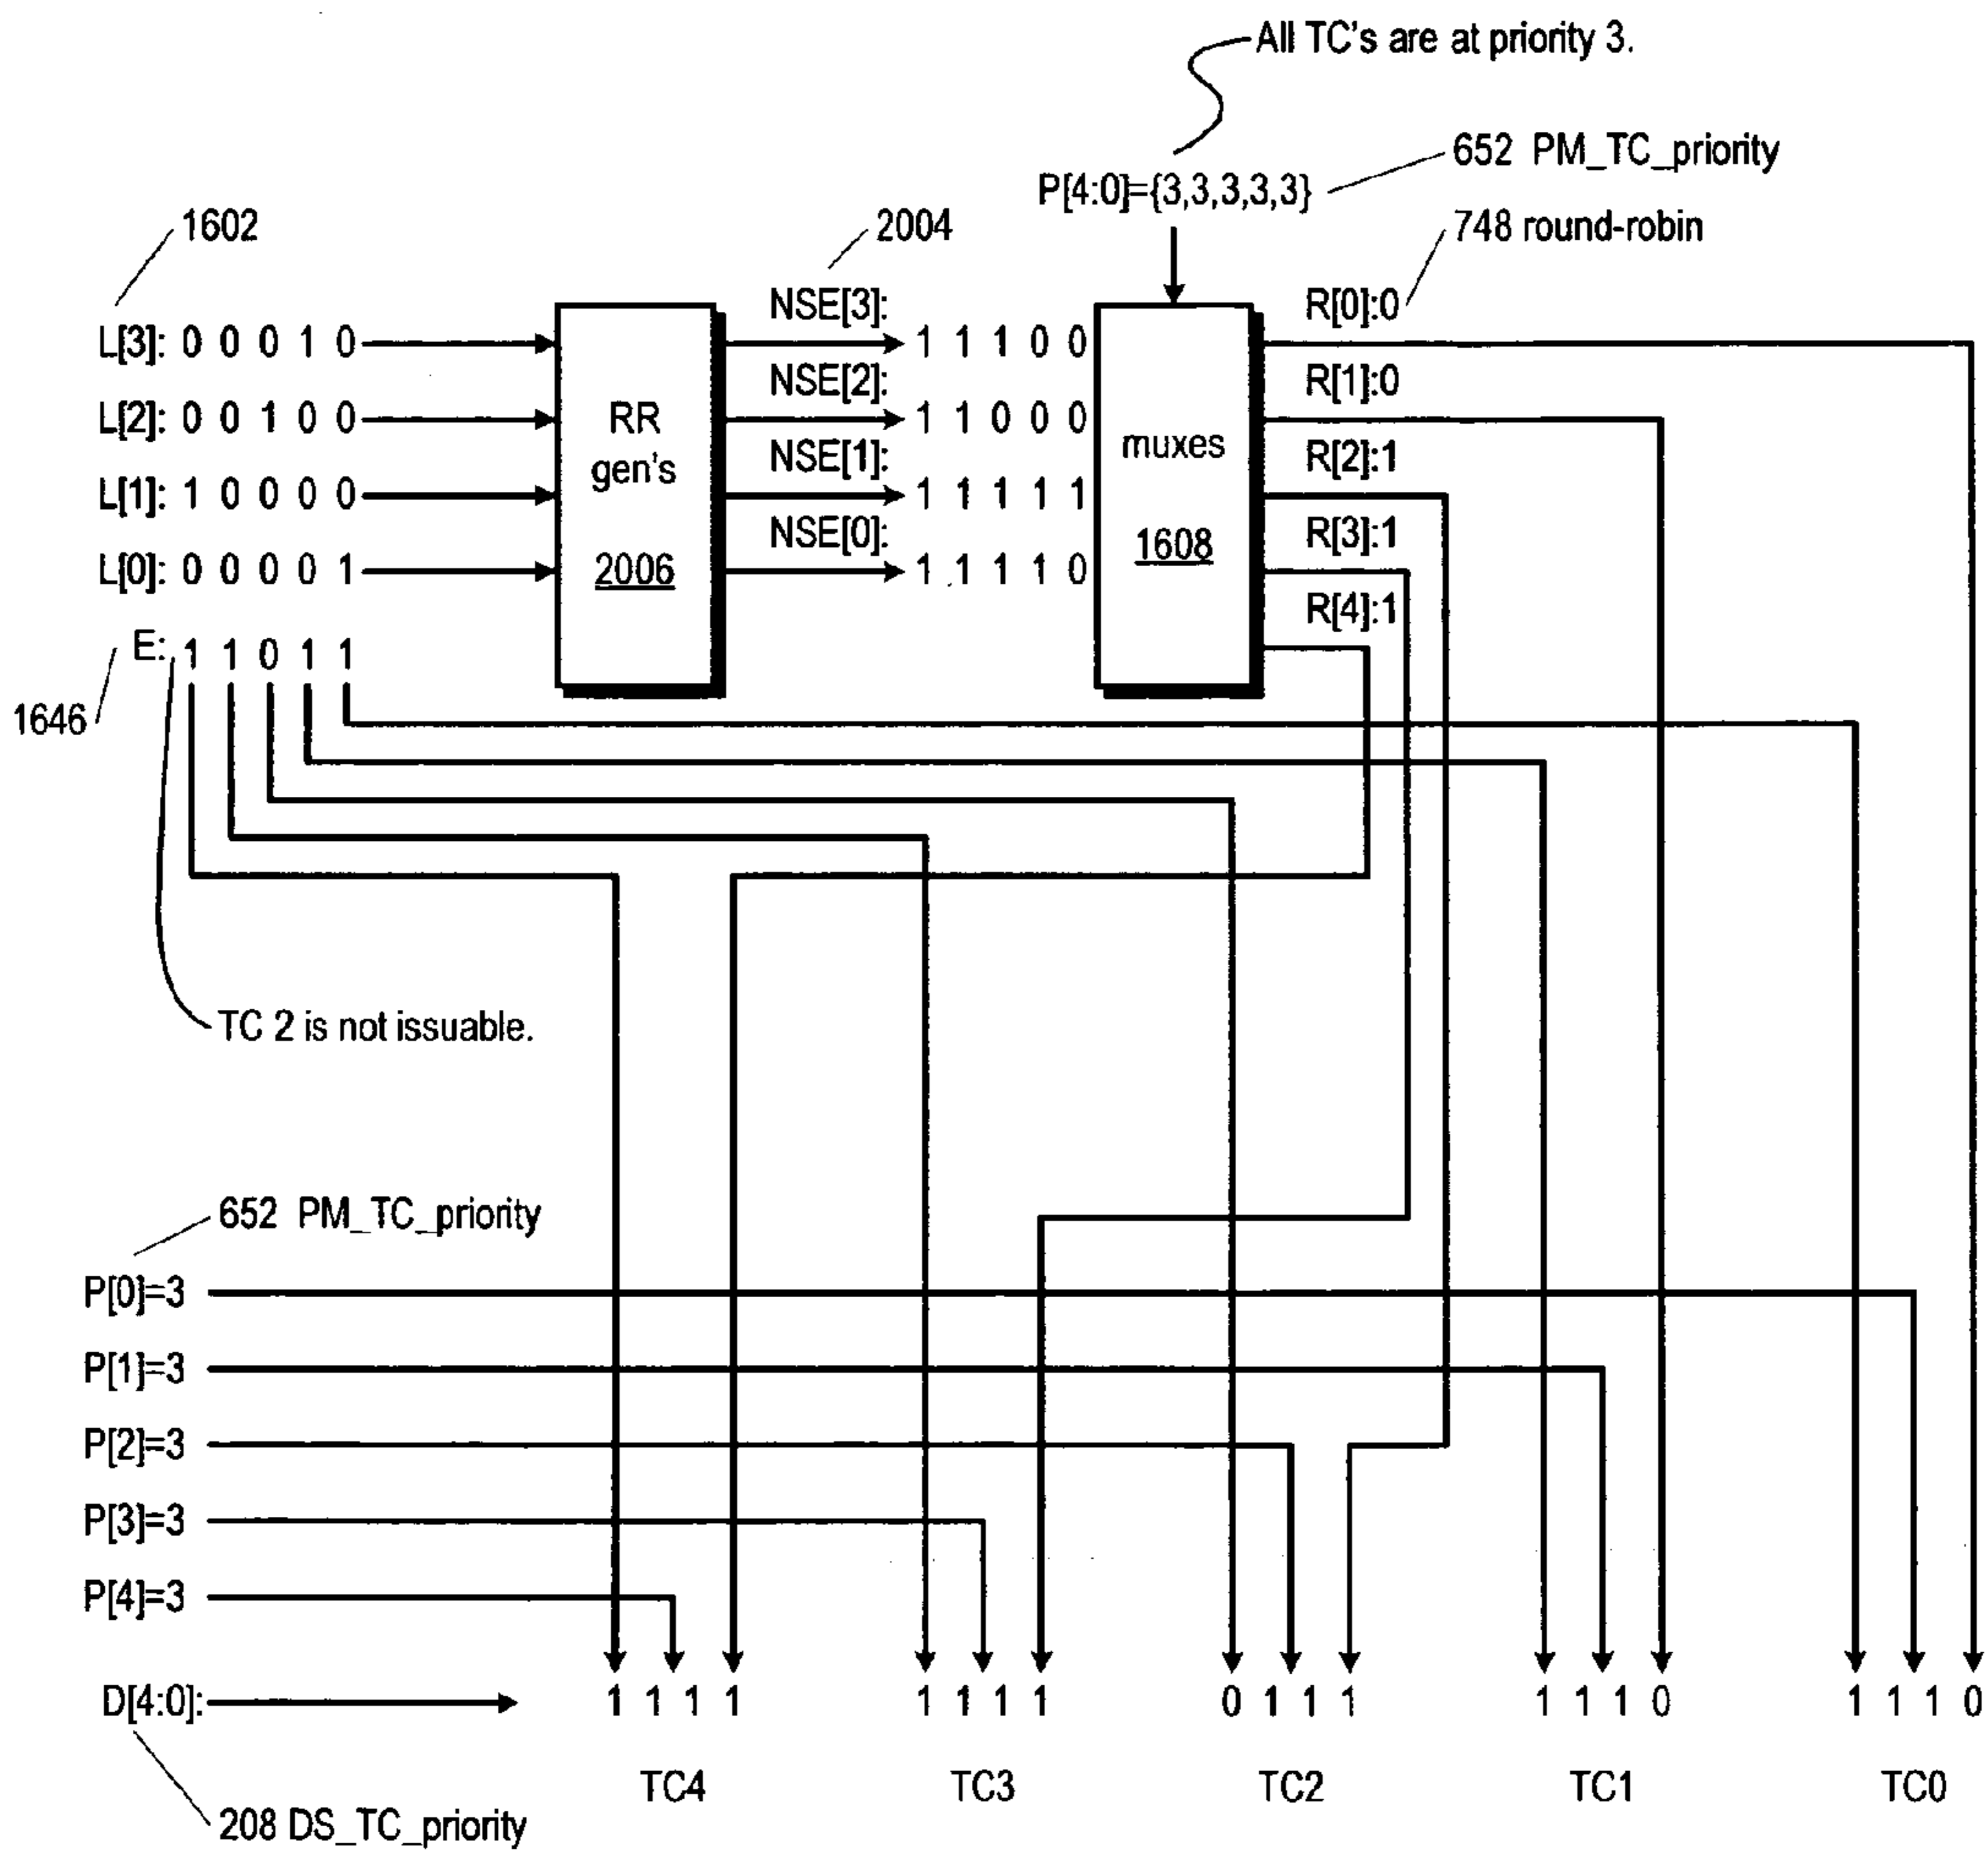 All TC's are at priority 3.
652 PM_TC_priority
P[4:0]={3,3,3,3,3}
748 round-robin
1602
2004
NSE[3]:
R[0]:0
L[3]: 0 0 0 1 0
1 1 1 0 0
NSE[2]:
R[1]:0
L[2]: 0 0 1 0 0
RR
1 1 0 0 0
muxes
NSE[1]:
R[2]:1
gen's
L[1]: 1 0 0 0 0
1 1 1 1 1
NSE[0]:
R[3]:1
1608
L[0]: 0 0 0 0 1
2006
1 1 1 1 0
R[4]:1
E: 1 1 0 1 1
1646
TC 2 is not issuable.
652 PM_TC_priority
P[0]=3
P[1]=3
P[2]=3
P[3]=3
P[4]=3
D[4:0]: 1 1 1 1 1 1 1 1 0 1 1 1 1 1 1 0 1 1 1 0
TC4 TC3 TC2 TC1 TC0
208 DS_TC_priority